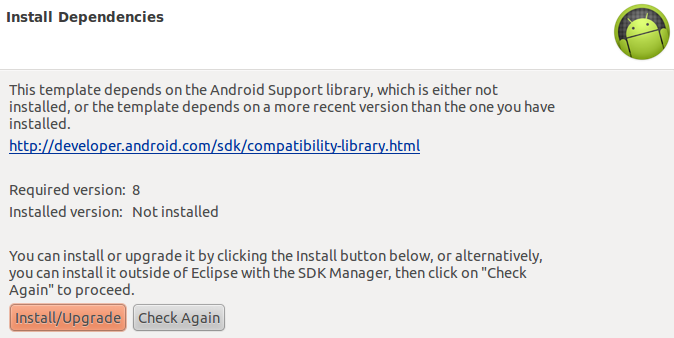 Install Dependencies
This template depends on the Android Support library, which is either not
installed, or the template depends on a more recent version than the one you have
installed.
http://developer.android.com/sdk/compatibility-library.html
Required version: 8
Installed version: Not installed
You can install or upgrade it by clicking the Install button below, or alternatively,
you can install it outside of Eclipse with the SDK Manager, then click on "Check
Again" to proceed.
Install/Upgrade Check Again